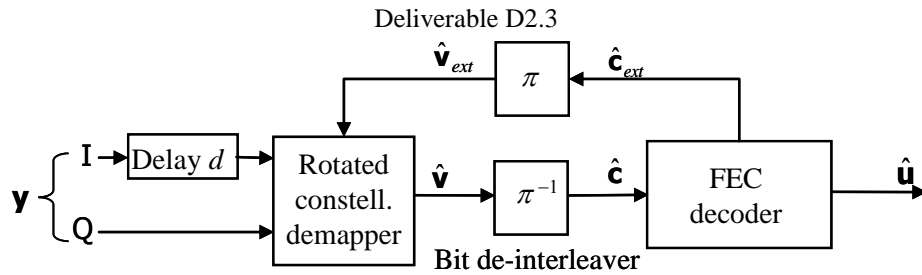 Deliverable D2.3
v̂ext
π
ĉext
I
Delay d
Rotated
constell.
demapper
v̂
π⁻¹
ĉ
FEC
decoder
û
y
Q
Bit de-interleaver